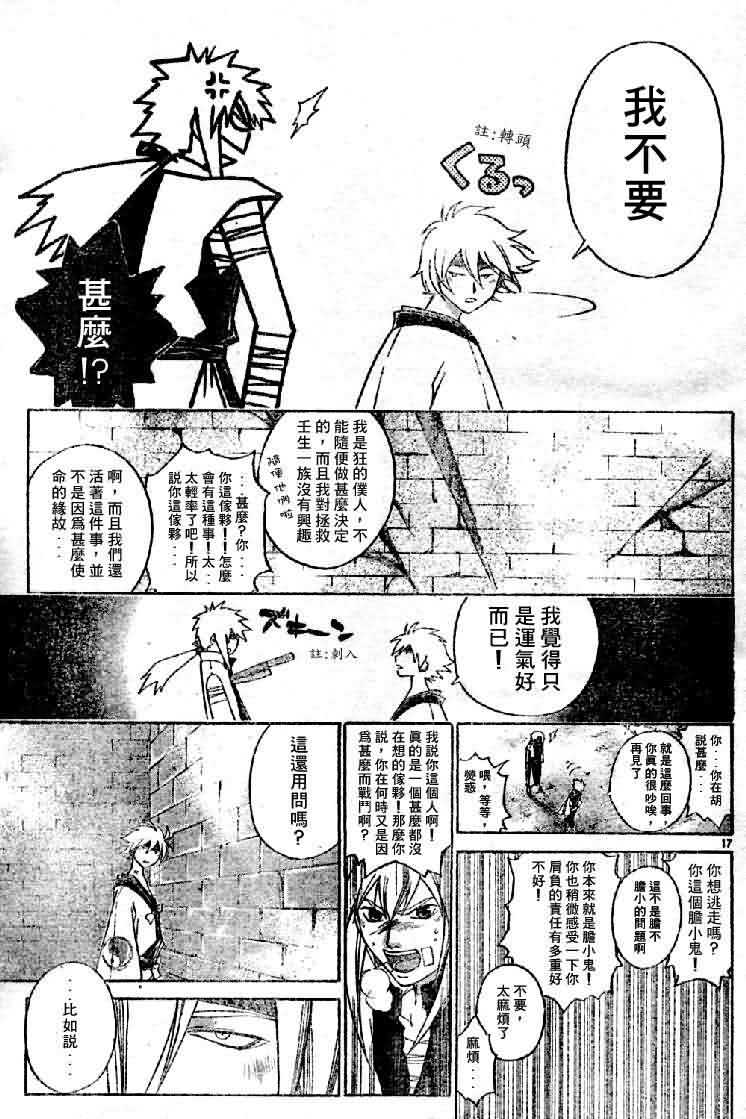 我不要
註:轉頭
くるっ
甚麼!?
我是狂的僕人,不
能隨便做甚麼決定
的,而且我對拯救
壬生一族沒有興趣
隨便他們啦
..甚麼?你...
你這傢夥!!怎麼
會有這種事!太..
太輕率了吧!所以
說你這傢夥...
啊,而且我們還
活著這件事,並
不是因爲甚麼使
命的緣故...
我覺得只
是運氣好
而已!
ズキーン
註:刺入
你..你在胡
說甚麼...
就是這麼回事,
你眞的很吵唉,
再見了
喂,等等,
熒惑
17
我說你這個人啊!
眞的是一個甚麼都沒
在想的傢夥!那麼你
說,你在何時又是因
爲甚麼而戰鬥啊?
這還用問嗎?
你想逃走嗎?
你這個膽小鬼!
這不是膽不
膽小的問題啊
你本來就是膽小鬼!
你也稍微感受一下你
肩負的責任有多重好
不好!
不要,
太麻煩了
麻煩...
...比如說...